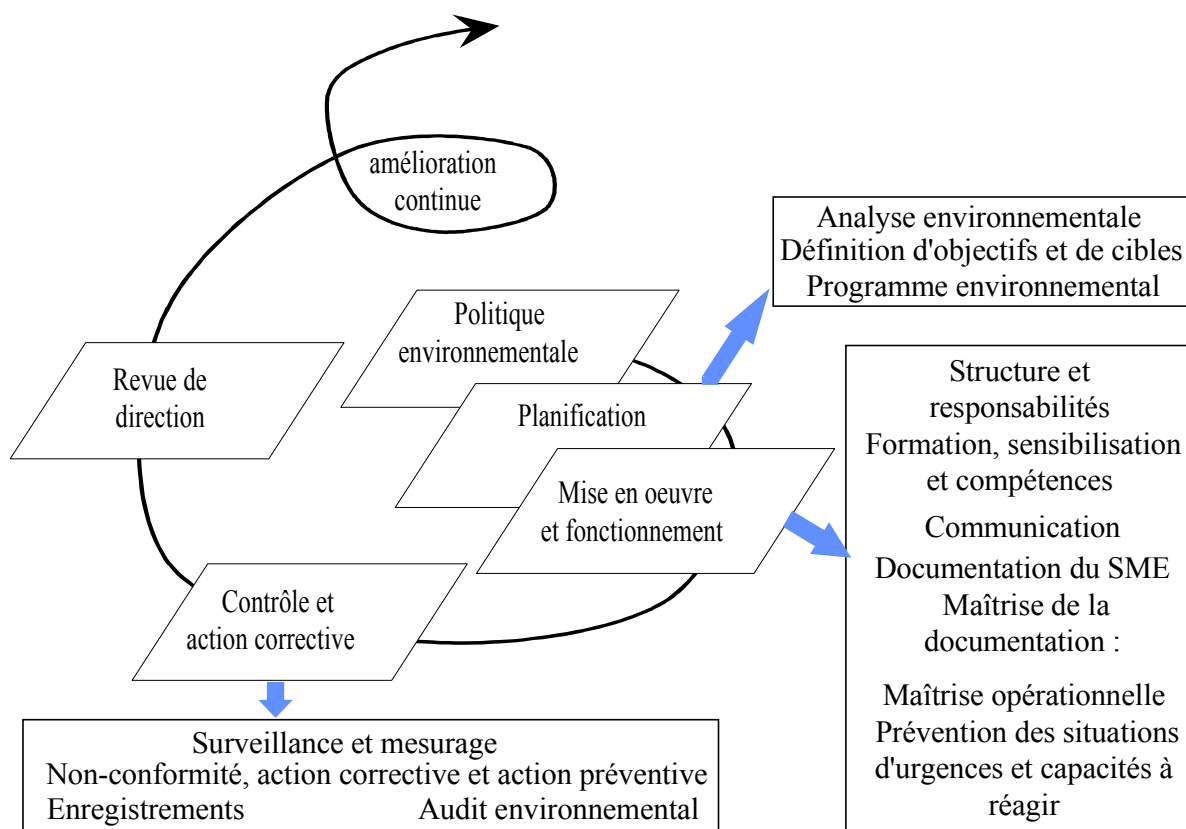 amélioration
continue
Analyse environnementale
Définition d'objectifs et de cibles
Programme environnemental
Politique
environnementale
Planification
Mise en oeuvre
et fonctionnement
Revue de
direction
Contrôle et
action corrective
Structure et
responsabilités
Formation, sensibilisation
et compétences
Communication
Documentation du SME
Maîtrise de la
documentation :
Maîtrise opérationnelle
Prévention des situations
d'urgences et capacités à
réagir
Surveillance et mesurage
Non-conformité, action corrective et action préventive
Enregistrements Audit environnemental